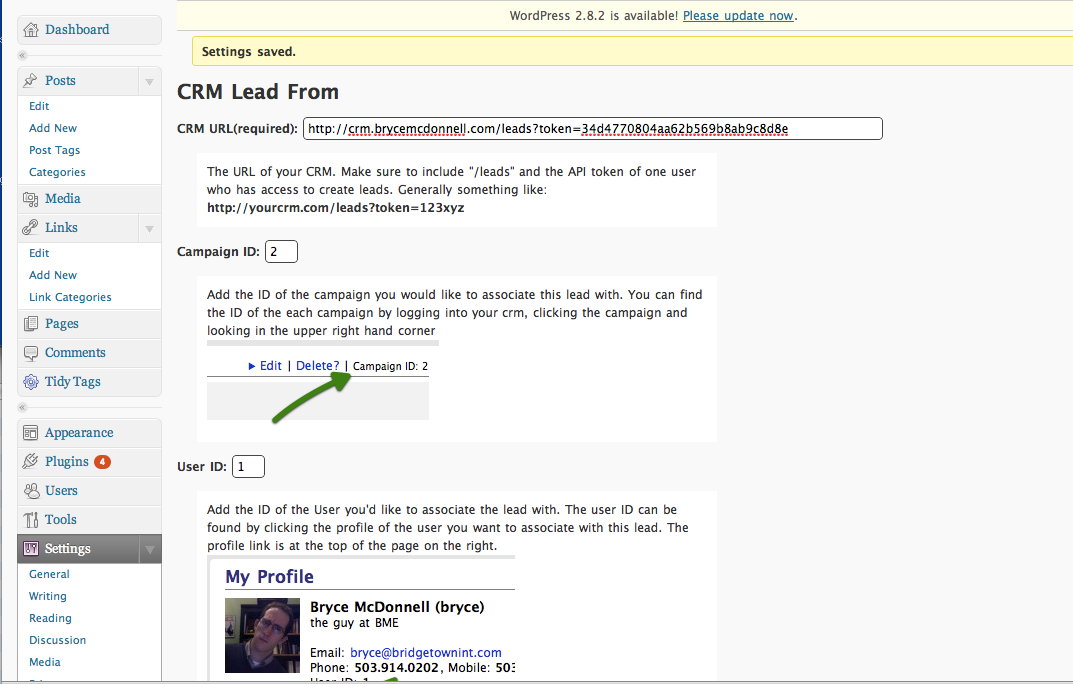 WordPress 2.8.2 is available! Please update now.
Settings saved.
Dashboard
Posts
Edit
Add New
Post Tags
Categories
Media
Links
Edit
Add New
Link Categories
Pages
Comments
Tidy Tags
Appearance
Plugins 4
Users
Tools
Settings
General
Writing
Reading
Discussion
Media
CRM Lead From
CRM URL(required): http://crm.brycemcdonnell.com/leads?token=34d4770804aa62b569b8ab9c8d8e
The URL of your CRM. Make sure to include "/leads" and the API token of one user
who has access to create leads. Generally something like:
http://yourcrm.com/leads?token=123xyz
Campaign ID: 2
Add the ID of the campaign you would like to associate this lead with. You can find
the ID of the each campaign by logging into your crm, clicking the campaign and
looking in the upper right hand corner
Edit | Delete? | Campaign ID: 2
User ID: 1
Add the ID of the User you'd like to associate the lead with. The user ID can be
found by clicking the profile of the user you want to associate with this lead. The
profile link is at the top of the page on the right.
My Profile
Bryce McDonnell (bryce)
the guy at BME
Email: bryce@bridgetownint.com
Phone: 503.914.0202, Mobile: 503
User ID: 1